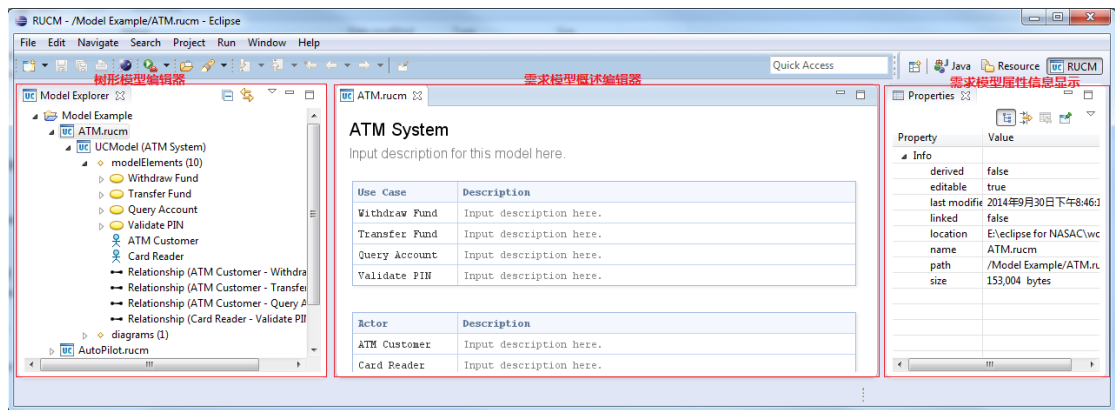 RUCM - /Model Example/ATM.rucm - Eclipse
File Edit Navigate Search Project Run Window Help
Quick Access
Java
Resource
UC RUCM
树形模型编辑器
需求模型概述编辑器
需求模型属性信息显示
UC Model Explorer
Model Example
UC ATM.rucm
UC UCModel (ATM System)
modelElements (10)
Withdraw Fund
Transfer Fund
Query Account
Validate PIN
ATM Customer
Card Reader
Relationship (ATM Customer - Withdra
Relationship (ATM Customer - Transfer
Relationship (ATM Customer - Query A
Relationship (Card Reader - Validate PIN
diagrams (1)
UC AutoPilot.rucm
UC ATM.rucm
ATM System
Input description for this model here.
Use Case Description
Withdraw Fund Input description here.
Transfer Fund Input description here.
Query Account Input description here.
Validate PIN Input description here.
Actor Description
ATM Customer Input description here.
Card Reader Input description here.
Properties
Property Value
Info
derived false
editable true
last modifie 2014年9月30日下午8:46:1
linked false
location E:\eclipse for NASAC\wc
name ATM.rucm
path /Model Example/ATM.ru
size 153,004 bytes